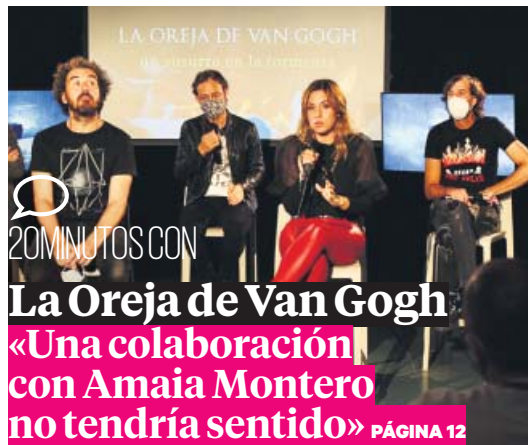 LA OREJA DE VAN GOGH
un susurro en la tormenta
20MINUTOS CON
La Oreja de Van Gogh
«Una colaboración
con Amaia Montero
no tendría sentido» PÁGINA 12